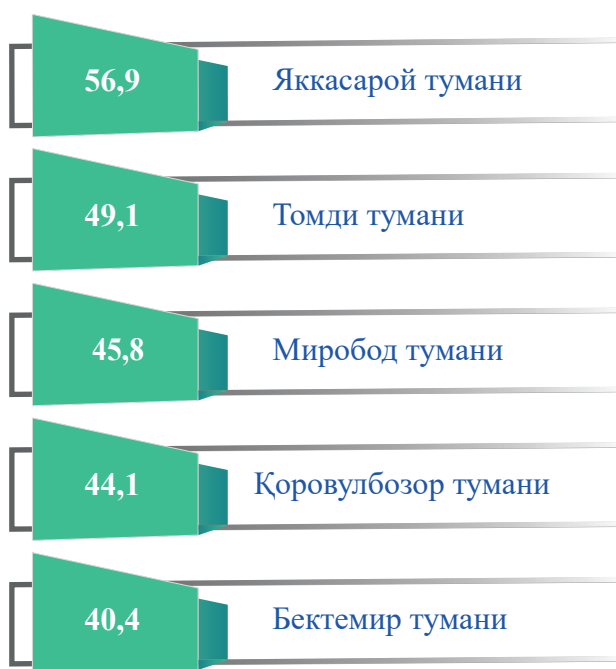 56,9 Яккасарой тумани
49,1 Томди тумани
45,8 Миробод тумани
44,1 Қоровулбозор тумани
40,4 Бектемир тумани